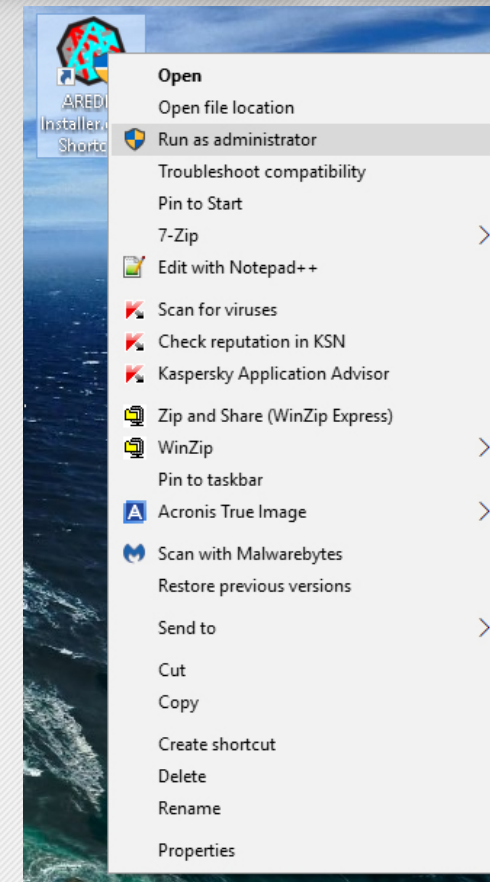 AREDN
Installer.
Shortc
Open
Open file location
Run as administrator
Troubleshoot compatibility
Pin to Start
7-Zip
Edit with Notepad++
Scan for viruses
Check reputation in KSN
Kaspersky Application Advisor
Zip and Share (WinZip Express)
WinZip
Pin to taskbar
Acronis True Image
Scan with Malwarebytes
Restore previous versions
Send to
Cut
Copy
Create shortcut
Delete
Rename
Properties